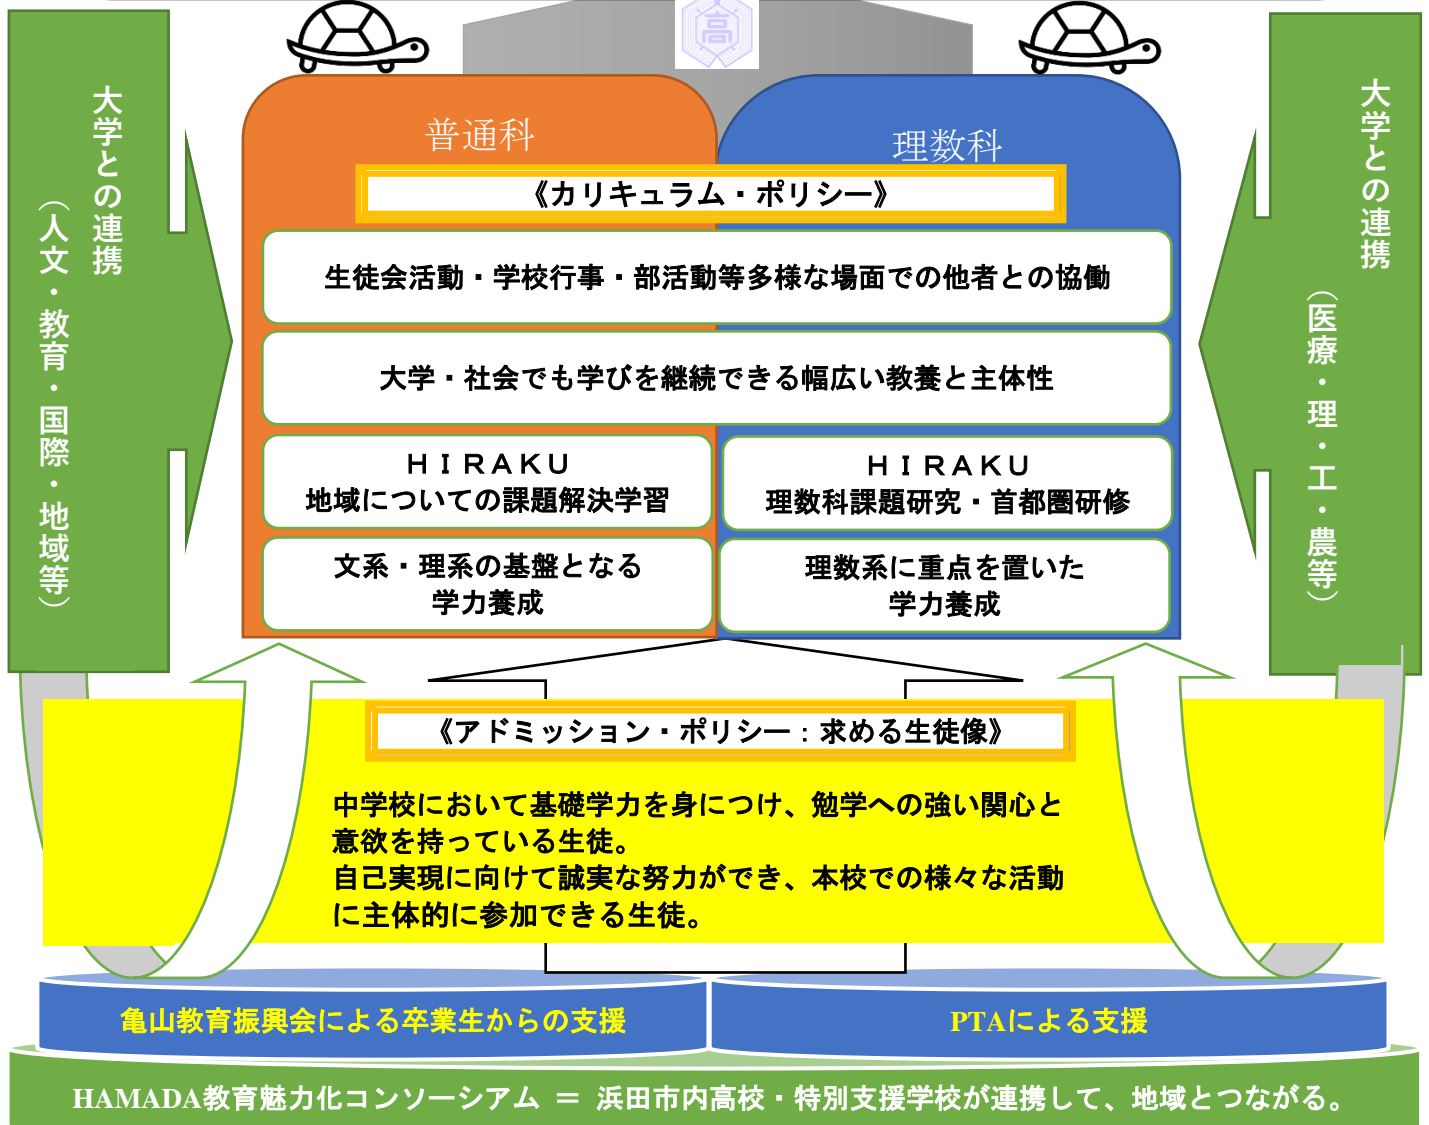 高
大学との連携
（人文・教育・国際・地域等）
普通科
理数科
《カリキュラム・ポリシー》
生徒会活動・学校行事・部活動等多様な場面での他者との協働
大学・社会でも学びを継続できる幅広い教養と主体性
ＨＩＲＡＫＵ
地域についての課題解決学習
ＨＩＲＡＫＵ
理数科課題研究・首都圏研修
文系・理系の基盤となる
学力養成
理数系に重点を置いた
学力養成
大学との連携
（医療・理・工・農等）
《アドミッション・ポリシー：求める生徒像》
中学校において基礎学力を身につけ、勉学への強い関心と
意欲を持っている生徒。
自己実現に向けて誠実な努力ができ、本校での様々な活動
に主体的に参加できる生徒。
亀山教育振興会による卒業生からの支援
PTAによる支援
HAMADA教育魅力化コンソーシアム ＝ 浜田市内高校・特別支援学校が連携して、地域とつながる。